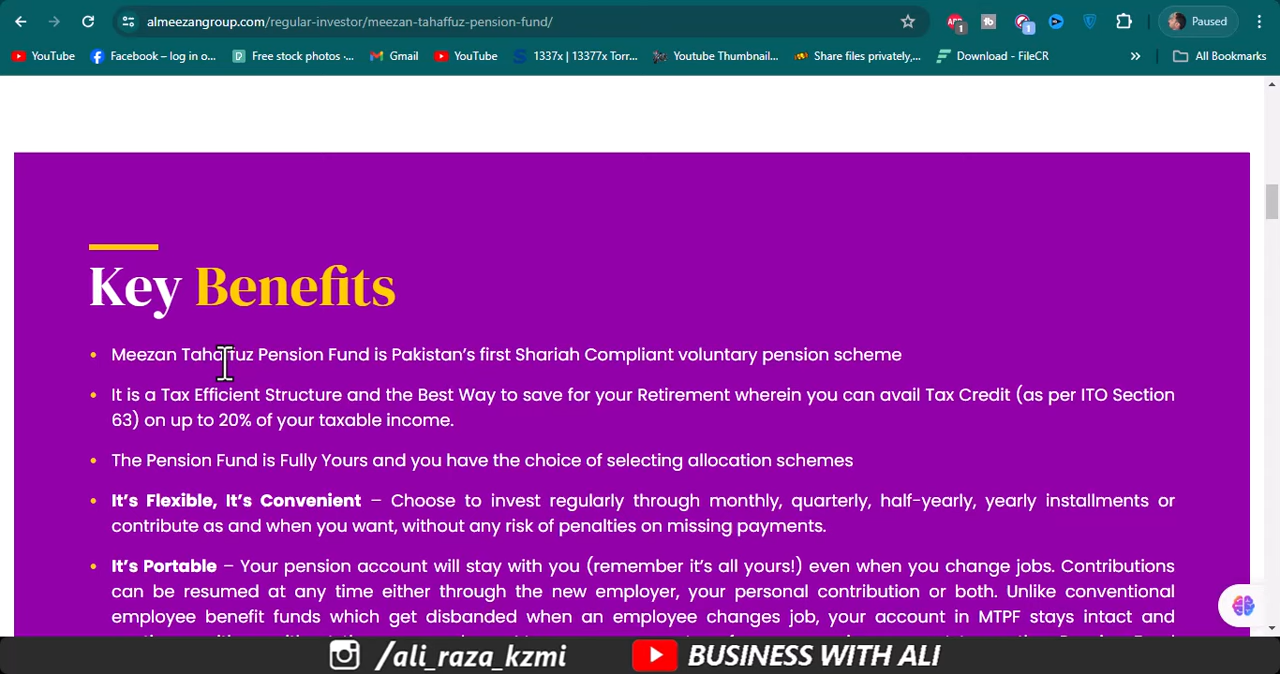 almeezangroup.com/regular-investor/meezan-tahaffuz-pension-fund/
Paused
YouTube
Facebook – log in o...
Free stock photos ·...
Gmail
YouTube
1337x | 13377x Torr...
Youtube Thumbnail...
Share files privately,...
Download - FileCR
»
All Bookmarks
Key Benefits
• Meezan Tahaffuz Pension Fund is Pakistan's first Shariah Compliant voluntary pension scheme
• It is a Tax Efficient Structure and the Best Way to save for your Retirement wherein you can avail Tax Credit (as per ITO Section
63) on up to 20% of your taxable income.
• The Pension Fund is Fully Yours and you have the choice of selecting allocation schemes
• It's Flexible, It's Convenient – Choose to invest regularly through monthly, quarterly, half-yearly, yearly installments or
contribute as and when you want, without any risk of penalties on missing payments.
• It's Portable – Your pension account will stay with you (remember it's all yours!) even when you change jobs. Contributions
can be resumed at any time either through the new employer, your personal contribution or both. Unlike conventional
employee benefit funds which get disbanded when an employee changes job, your account in MTPF stays intact and
/ali_raza_kzmi
BUSINESS WITH ALI